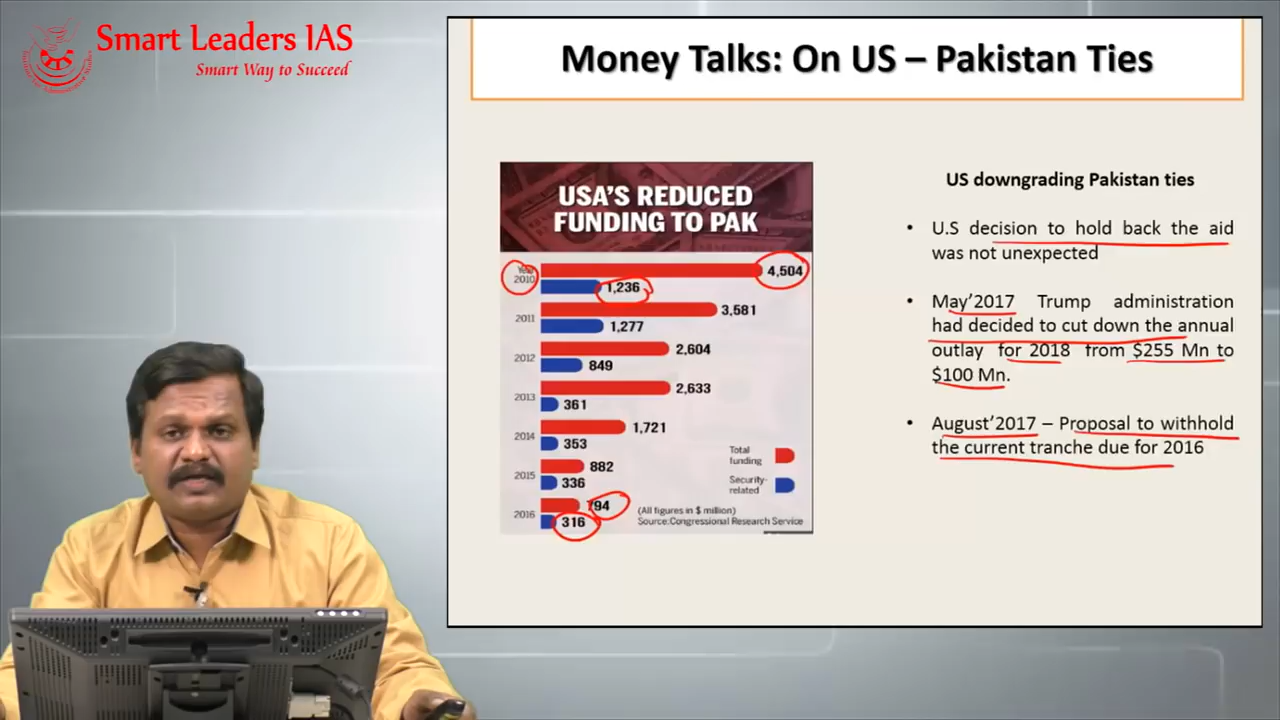 Smart Leaders IAS
Smart Way to Succeed
Money Talks: On US – Pakistan Ties
USA'S REDUCED
FUNDING TO PAK
Year
2010
4,504
1,236
2011
3,581
1,277
2012
2,604
849
2013
2,633
361
2014
1,721
353
2015
882
336
2016
794
316
Total
funding
Security-
related
(All figures in $ million)
Source:Congressional Research Service
US downgrading Pakistan ties
• U.S decision to hold back the aid
was not unexpected
• May'2017 Trump administration
had decided to cut down the annual
outlay for 2018 from $255 Mn to
$100 Mn.
• August'2017 – Proposal to withhold
the current tranche due for 2016